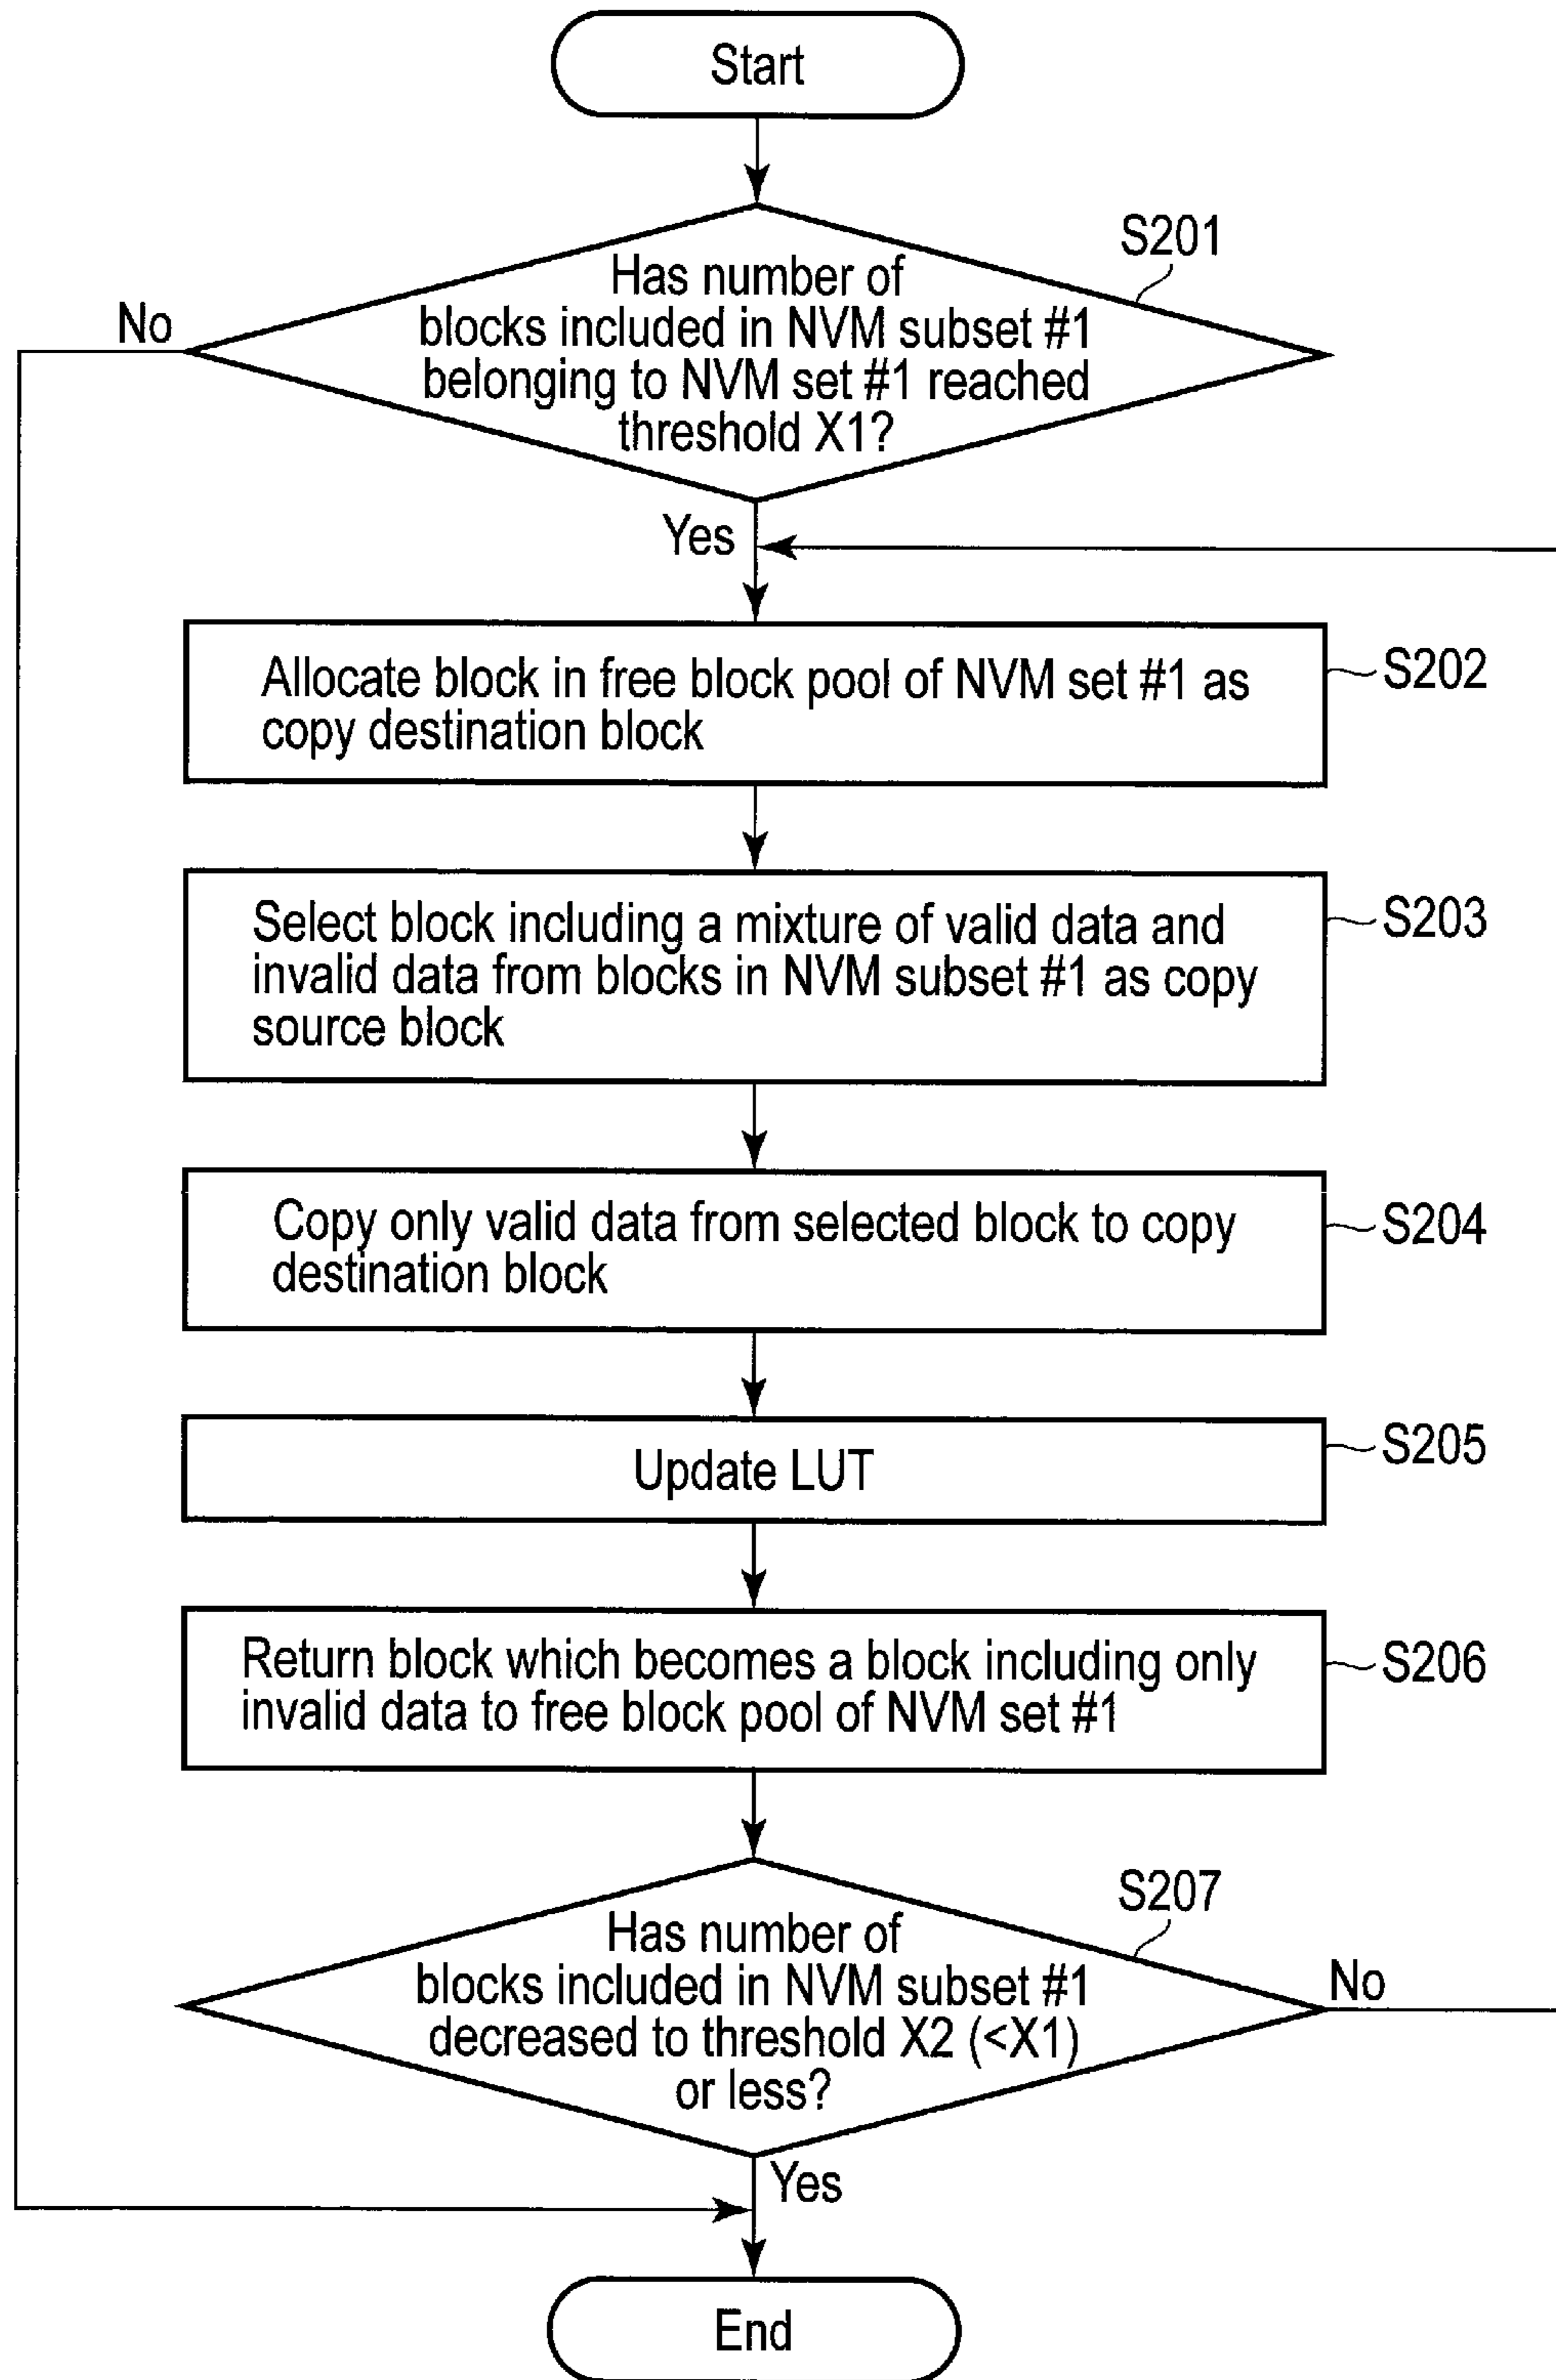 Start
S201
Has number of
blocks included in NVM subset #1
belonging to NVM set #1 reached
threshold X1?
No
Yes
Allocate block in free block pool of NVM set #1 as
copy destination block
S202
Select block including a mixture of valid data and
invalid data from blocks in NVM subset #1 as copy
source block
S203
Copy only valid data from selected block to copy
destination block
S204
Update LUT
S205
Return block which becomes a block including only
invalid data to free block pool of NVM set #1
S206
S207
Has number of
blocks included in NVM subset #1
decreased to threshold X2 (<X1)
or less?
No
Yes
End